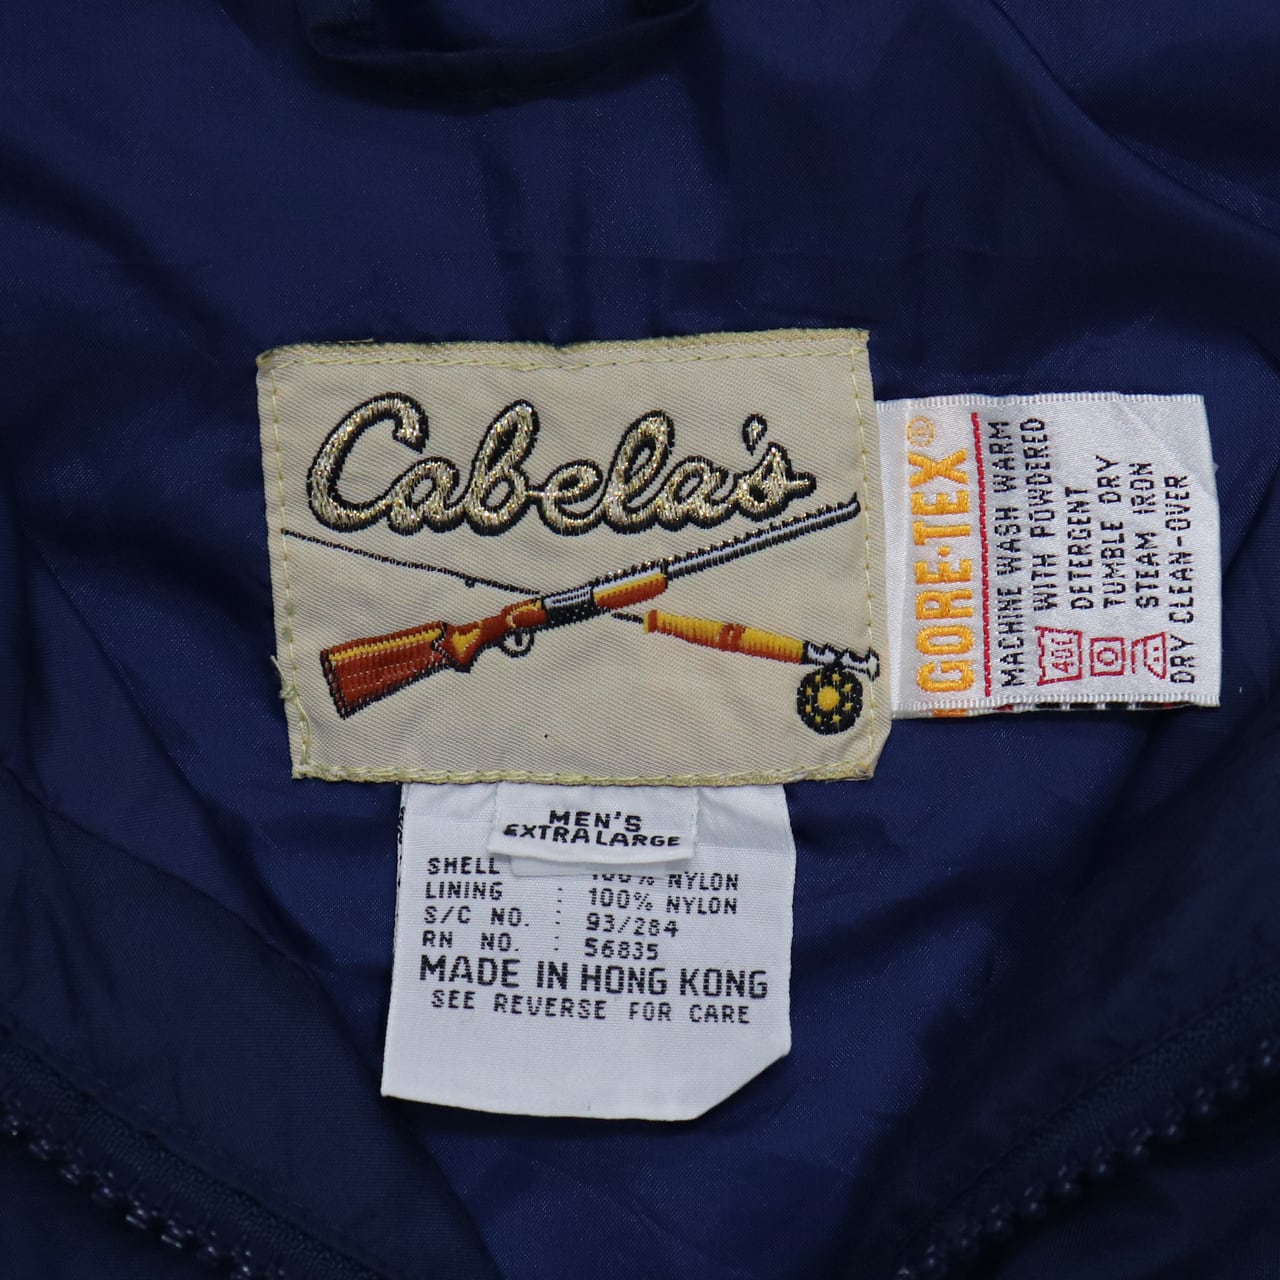 Cabela's
GORE-TEX®
MACHINE WASH WARM
WITH POWDERED
DETERGENT
TUMBLE DRY
STEAM IRON
DRY CLEAN-OVER
40C
MEN'S
EXTRA LARGE
SHELL 100% NYLON
LINING : 100% NYLON
S/C NO. : 93/284
RN NO. : 56835
MADE IN HONG KONG
SEE REVERSE FOR CARE